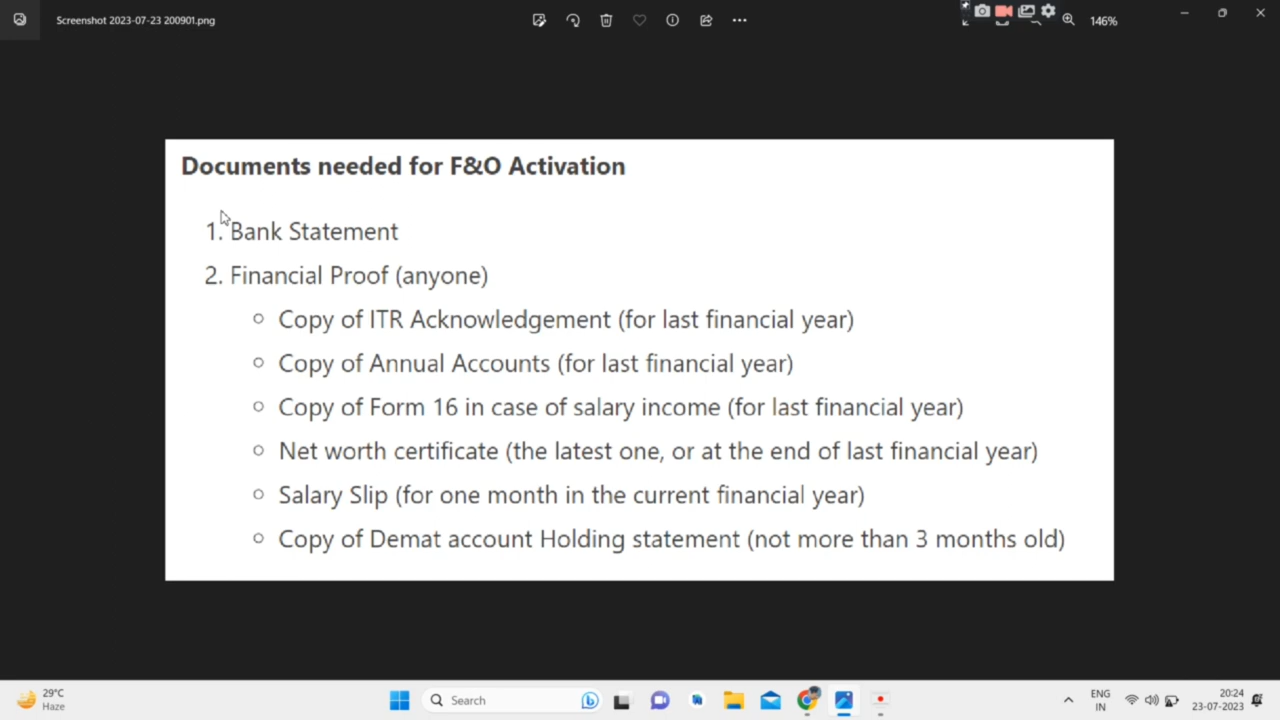 Screenshot 2023-07-23 200901.png
146%
Documents needed for F&O Activation
1. Bank Statement
2. Financial Proof (anyone)
Copy of ITR Acknowledgement (for last financial year)
Copy of Annual Accounts (for last financial year)
Copy of Form 16 in case of salary income (for last financial year)
Net worth certificate (the latest one, or at the end of last financial year)
Salary Slip (for one month in the current financial year)
Copy of Demat account Holding statement (not more than 3 months old)
29°C
Haze
Search
ENG
IN
20:24
23-07-2023